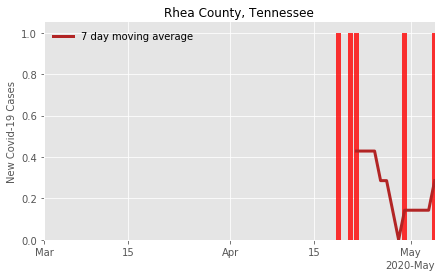 Rhea County, Tennessee
7 day moving average
New Covid-19 Cases
1.0
0.8
0.6
0.4
0.2
0.0
Mar 15 Apr 15 May
2020-May